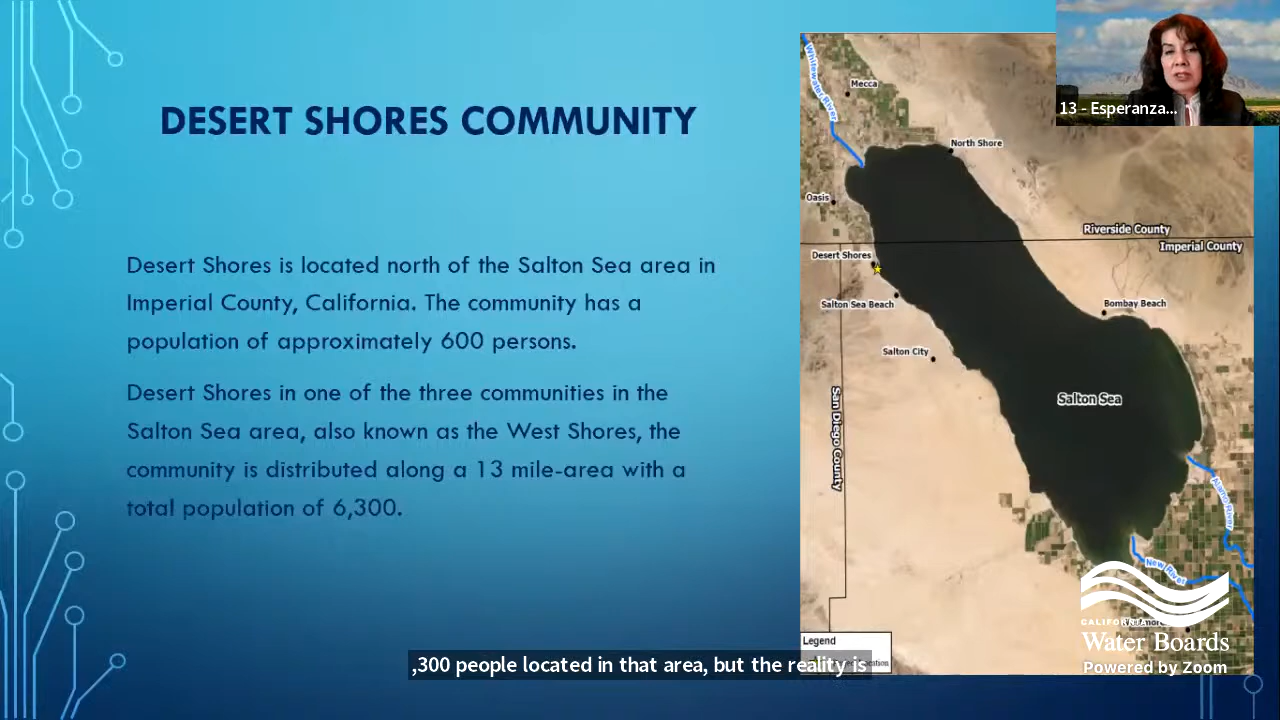 DESERT SHORES COMMUNITY
Desert Shores is located north of the Salton Sea area in
Imperial County, California. The community has a
population of approximately 600 persons.
Desert Shores in one of the three communities in the
Salton Sea area, also known as the West Shores, the
community is distributed along a 13 mile-area with a
total population of 6,300.
13 - Esperanza...
Whitewater River
Mecca
North Shore
Oasis
Riverside County
Imperial County
Desert Shores
Salton Sea Beach
Bombay Beach
Salton City
Salton Sea
San Diego County
Alamo River
New River
Legend
CALIFORNIA
Water Boards
Powered by Zoom
,300 people located in that area, but the reality is